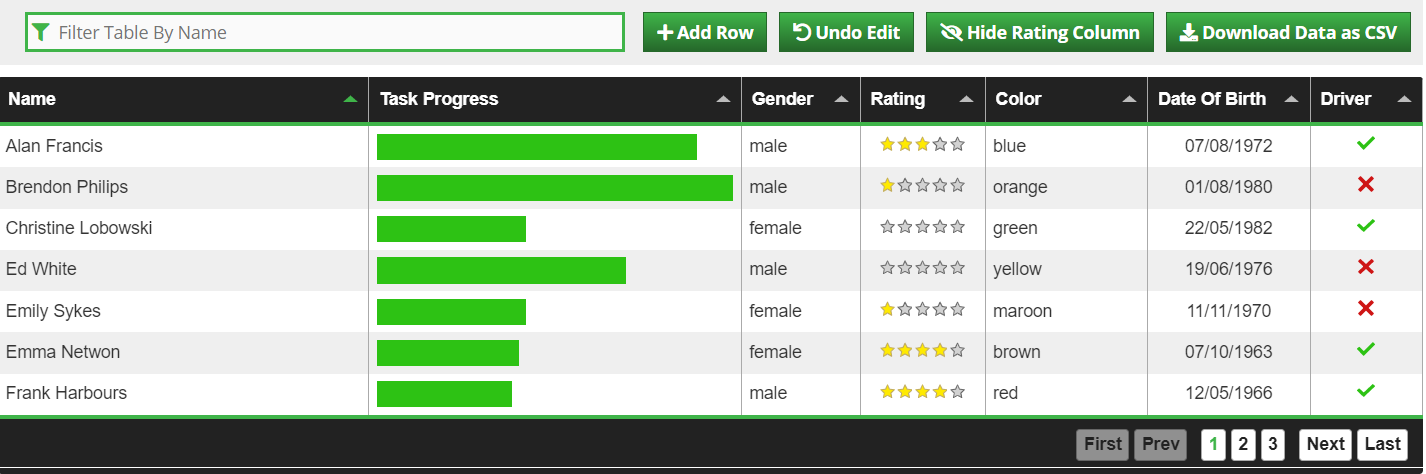 Filter Table By Name Add Row Undo Edit Hide Rating Column Download Data as CSV
Name Task Progress Gender Rating Color Date Of Birth Driver
Alan Francis male blue 07/08/1972
Brendon Philips male orange 01/08/1980
Christine Lobowski female green 22/05/1982
Ed White male yellow 19/06/1976
Emily Sykes female maroon 11/11/1970
Emma Netwon female brown 07/10/1963
Frank Harbours male red 12/05/1966
First Prev 1 2 3 Next Last